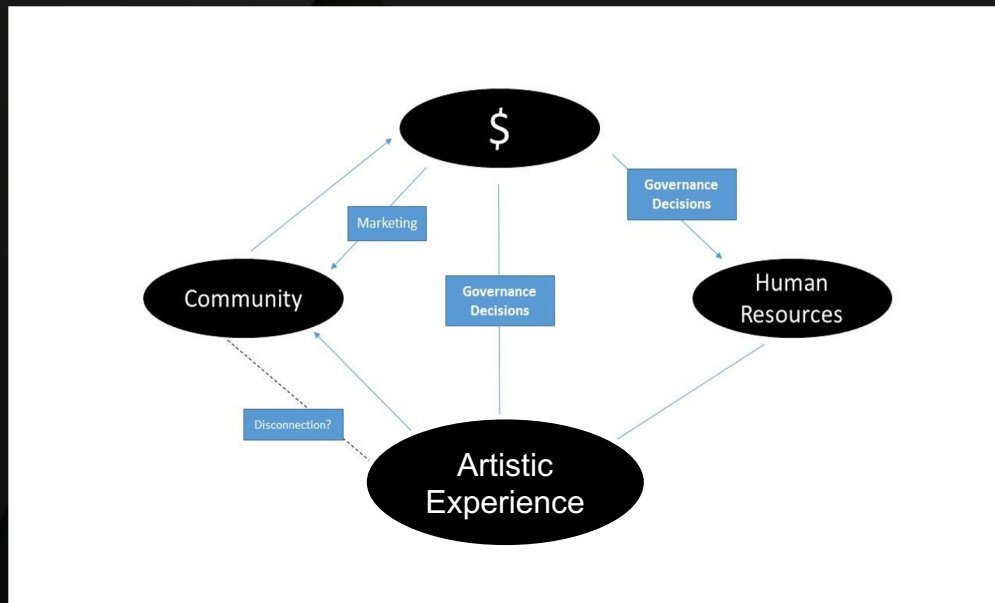 $
Governance
Decisions
Marketing
Community
Governance
Decisions
Human
Resources
Disconnection?
Artistic
Experience